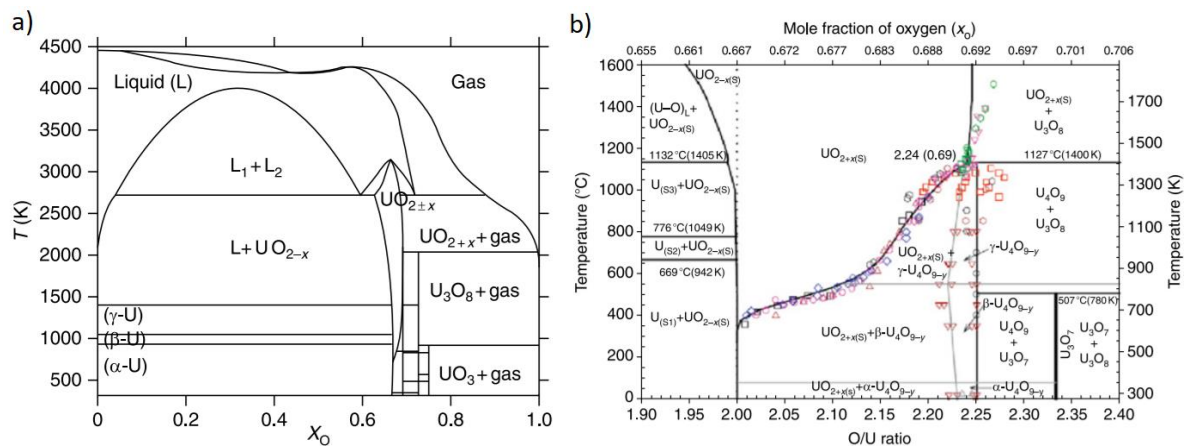 a)
4500
4000
3500
3000
2500
2000
1500
1000
500
T (K)
Liquid (L)
Gas
L1 + L2
UO2±x
L + UO2−x
UO2+x + gas
U3O8 + gas
(γ-U)
(β-U)
(α-U)
UO3 + gas
0.0 0.2 0.4 0.6 0.8 1.0
XO
b)
Mole fraction of oxygen (xo)
0.655 0.661 0.667 0.672 0.677 0.683 0.688 0.692 0.697 0.701 0.706
1600
1400
1200
1000
800
600
400
200
0
Temperature (°C)
UO2−x(S)
(U–O)L +
UO2−x(S)
1132 °C(1405 K)
U(S3)+UO2−x(S)
776 °C(1049 K)
U(S2)+UO2−x(S)
669 °C(942 K)
U(S1)+UO2−x(S)
UO2+x(S)
2.24 (0.69)
UO2+x(S)
+
U3O8
1127 °C(1400 K)
U4O9
+
U3O8
UO2+x(S)
+
γ-U4O9−y
γ-U4O9−y
UO2+x(S)+β-U4O9−y
β-U4O9−y
U4O9
+
U3O7
507 °C(780 K)
U3O7
U3O7
+
U3O8
UO2+x(s)+α-U4O9−y
α-U4O9−y
1700
1500
1300
1100
900
700
500
300
Temperature (K)
1.90 1.95 2.00 2.05 2.10 2.15 2.20 2.25 2.30 2.35 2.40
O/U ratio